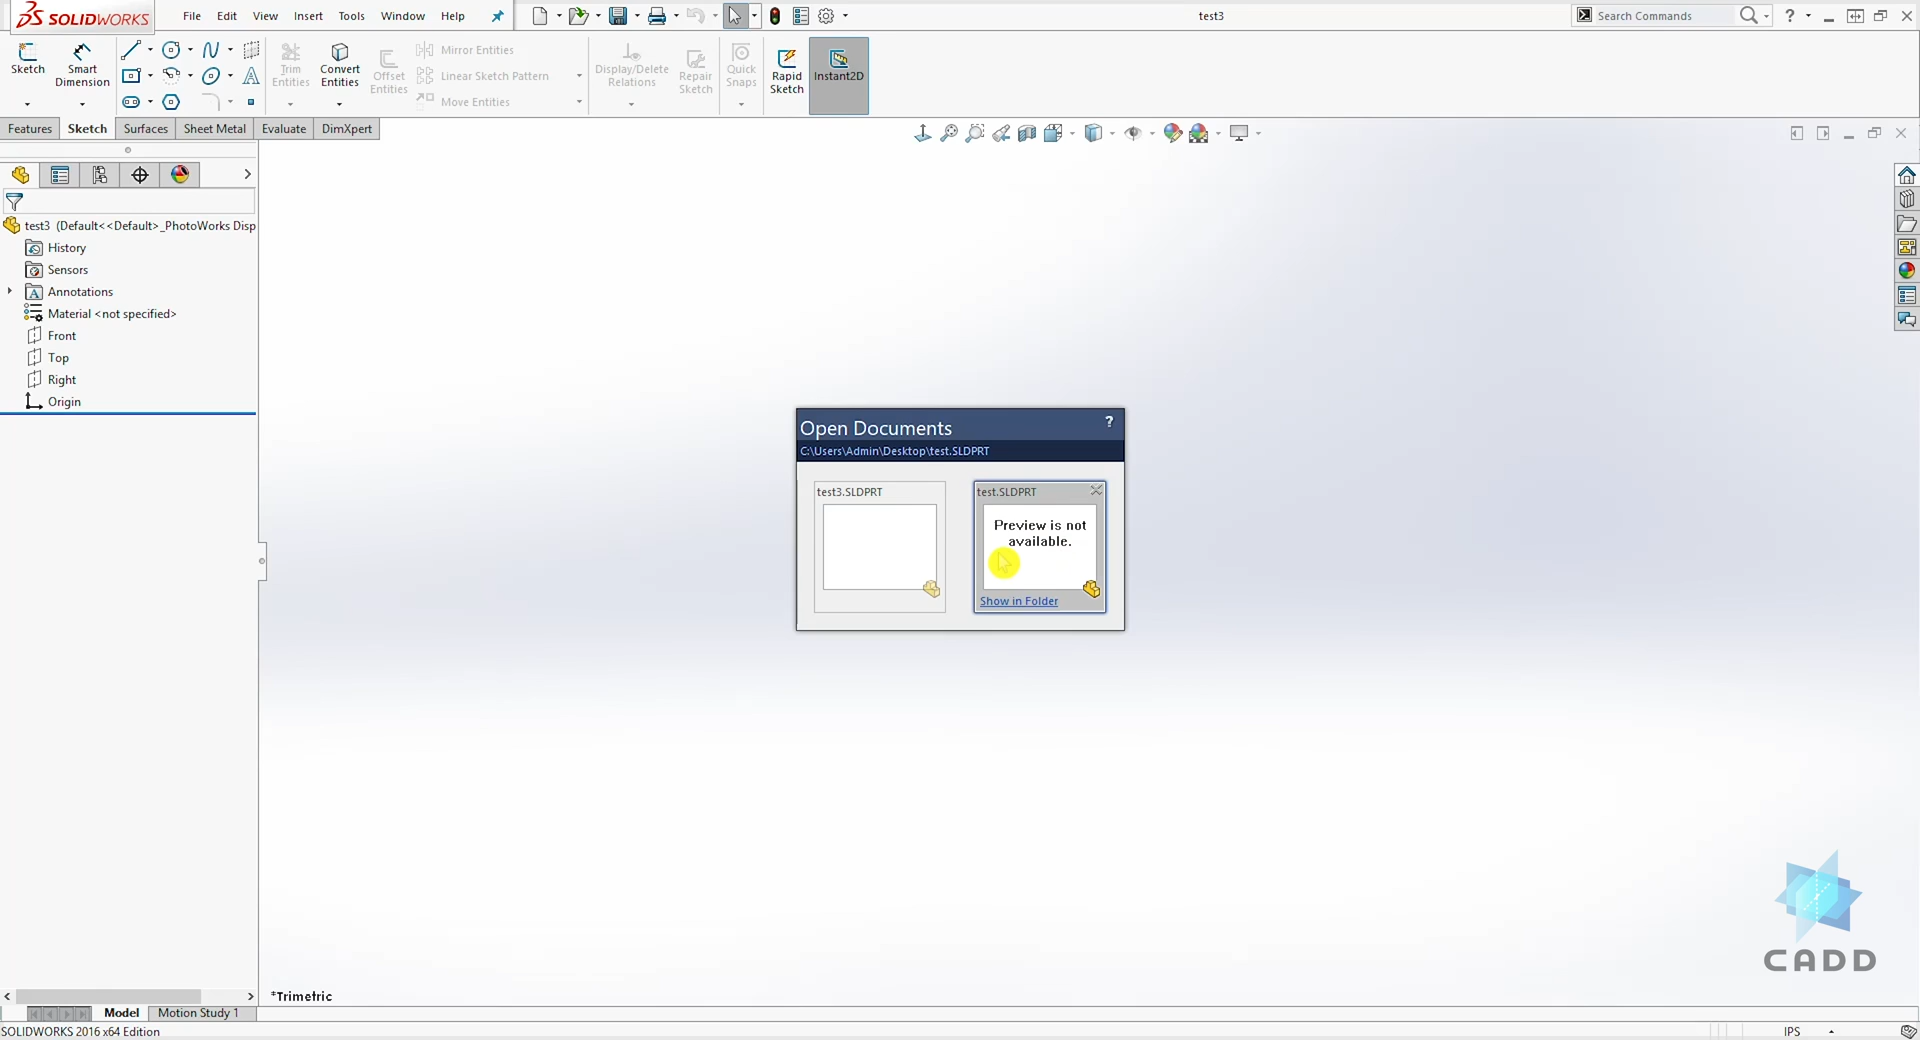 SOLIDWORKS
File Edit View Insert Tools Window Help
test3
Search Commands
?
Sketch
Smart
Dimension
Trim
Entities
Convert
Entities
Offset
Entities
Mirror Entities
Linear Sketch Pattern
Move Entities
Display/Delete
Relations
Repair
Sketch
Quick
Snaps
Rapid
Sketch
Instant2D
Features Sketch Surfaces Sheet Metal Evaluate DimXpert
test3 (Default<<Default>_PhotoWorks Disp
History
Sensors
Annotations
Material <not specified>
Front
Top
Right
Origin
Open Documents
?
C:\Users\Admin\Desktop\test.SLDPRT
test3.SLDPRT
test.SLDPRT
Preview is not
available.
Show in Folder
CADD
*Trimetric
Model Motion Study 1
SOLIDWORKS 2016 x64 Edition
IPS